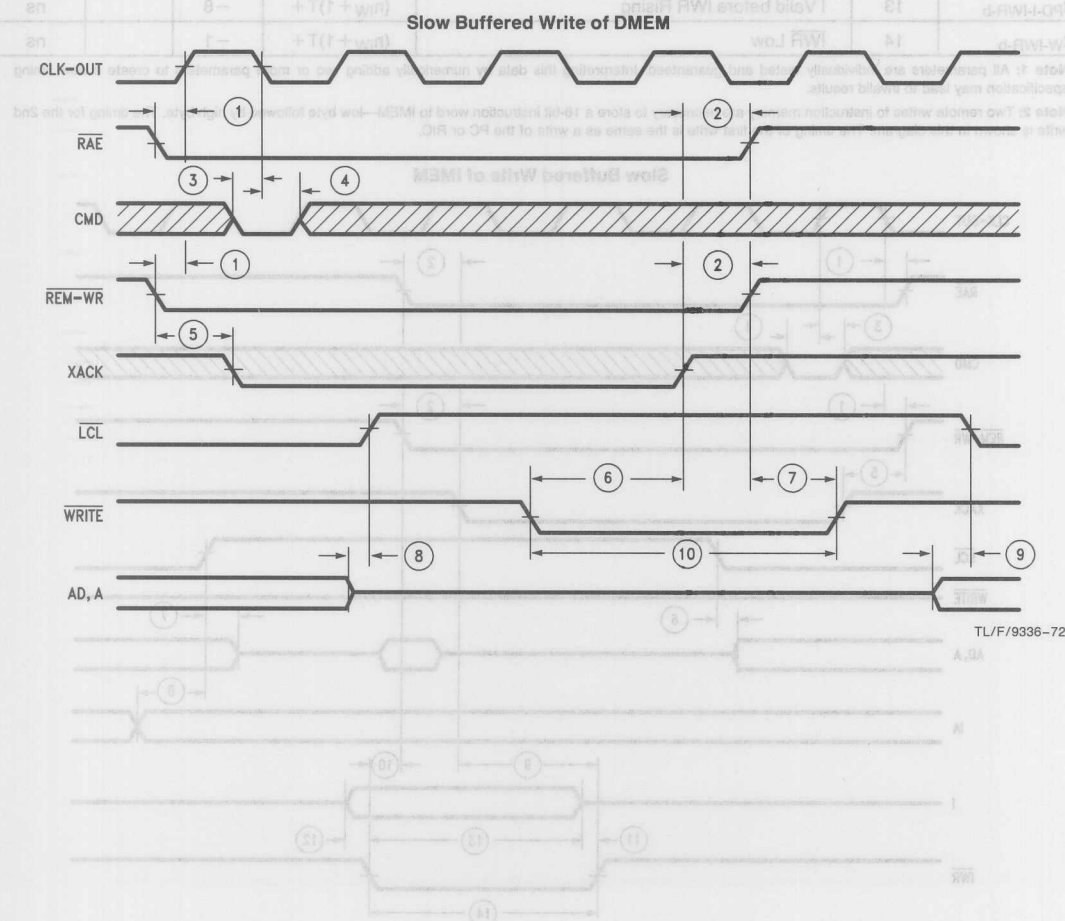 Slow Buffered Write of DMEM
CLK-OUT
1
2
RAE
3
4
CMD
1
2
REM-WR
5
XACK
LCL
6
7
WRITE
8
10
9
AD, A
TL/F/9336-72